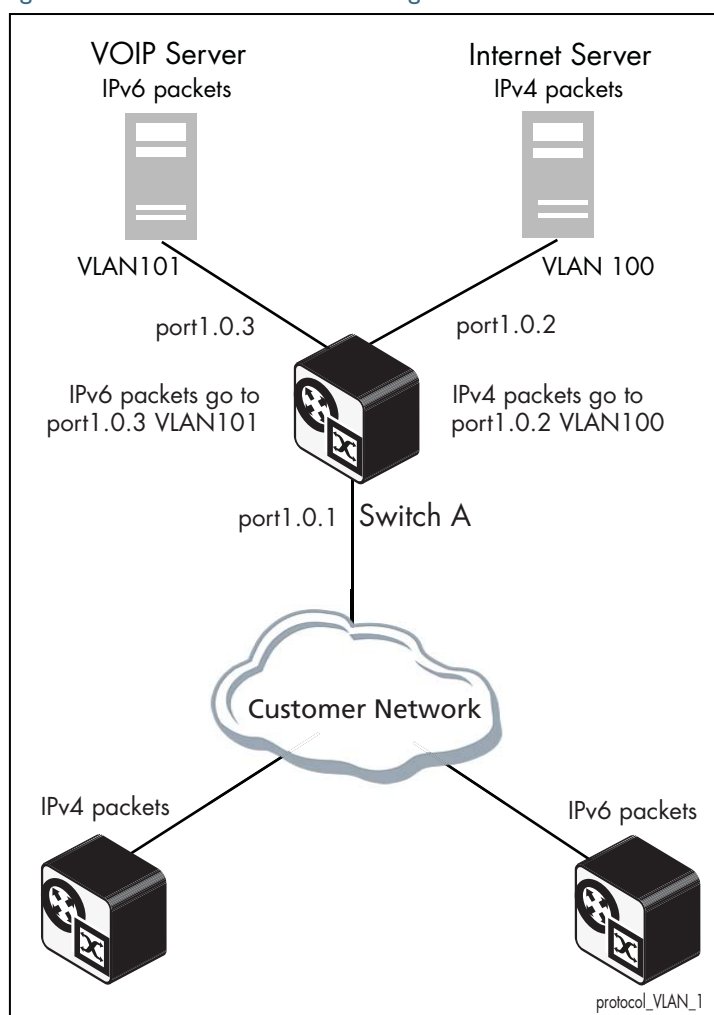 VOIP Server
IPv6 packets
Internet Server
IPv4 packets
VLAN101
VLAN 100
port1.0.3
port1.0.2
IPv6 packets go to
port1.0.3 VLAN101
IPv4 packets go to
port1.0.2 VLAN100
port1.0.1
Switch A
Customer Network
IPv4 packets
IPv6 packets
protocol_VLAN_1